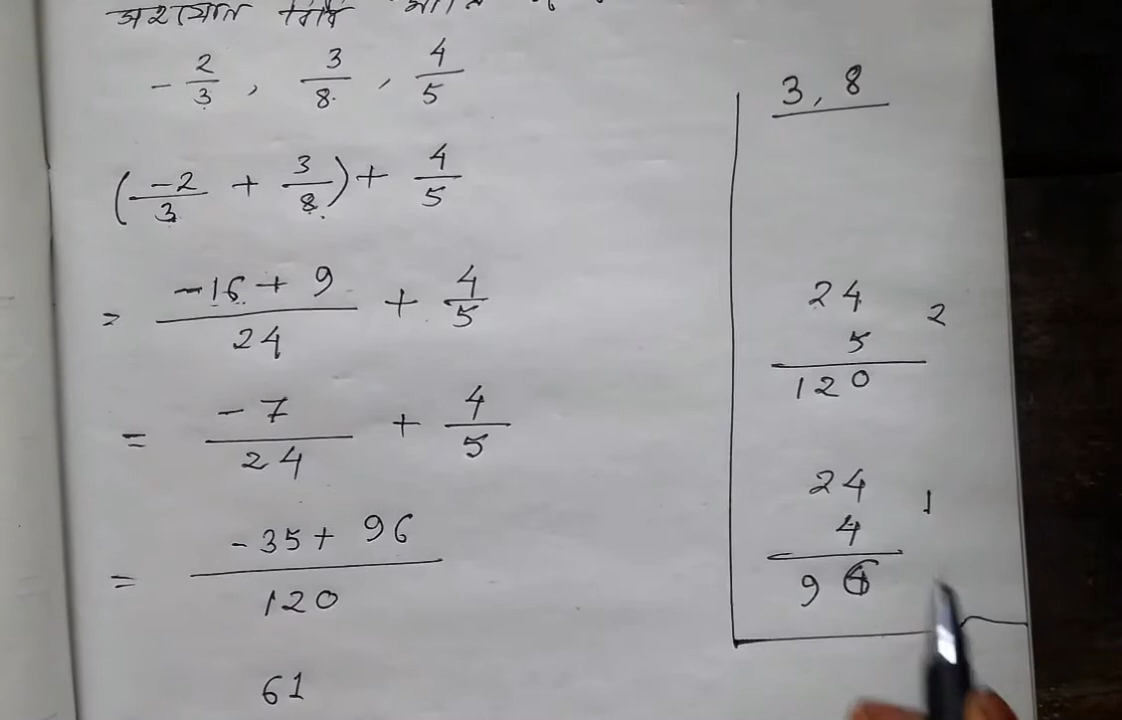 -2/3, 3/8, 4/5
(-2/3 + 3/8) + 4/5
= -16 + 9 / 24 + 4/5
= -7/24 + 4/5
= -35 + 96 / 120
61
3, 8
24 2
5
120
24 1
4
96